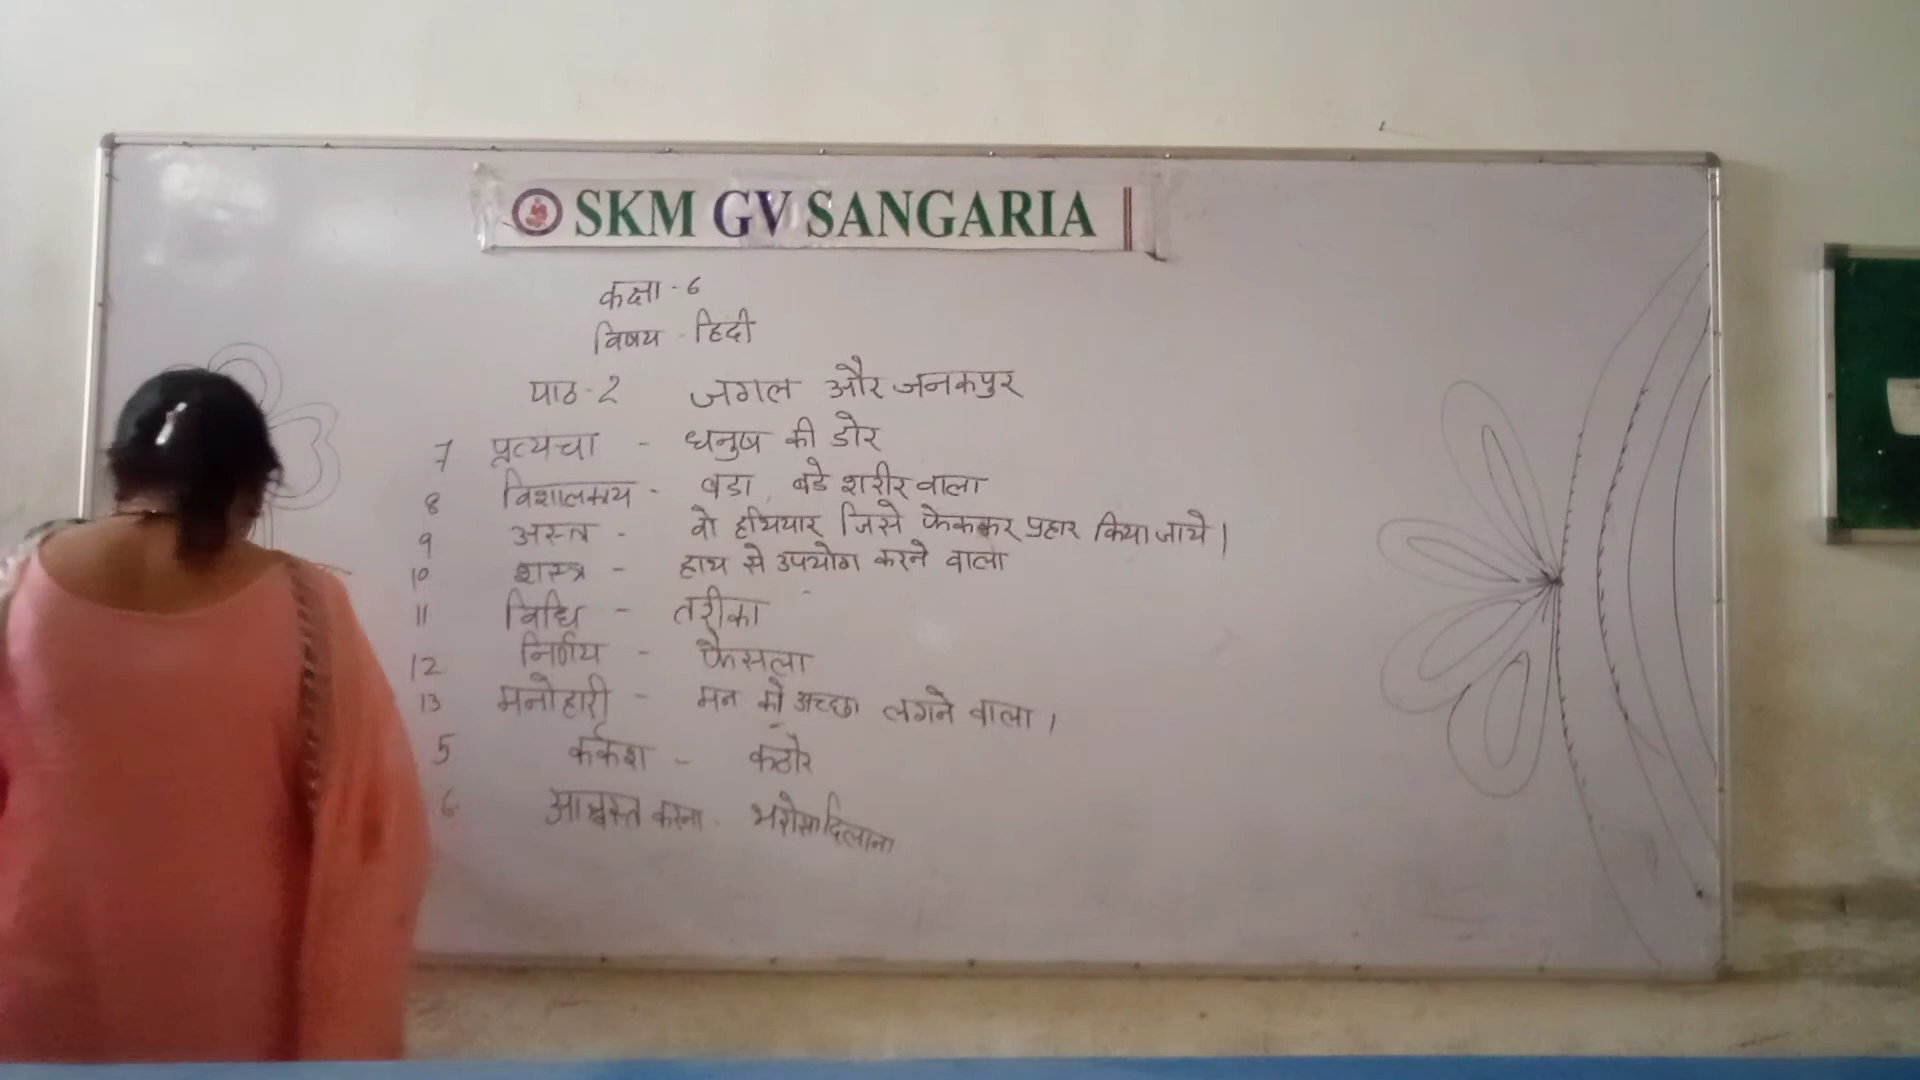 SKM GV SANGARIA
कक्षा - 6
विषय - हिदी
पाठ - 2 जगल और जनकपुर
7 प्रत्यचा - धनुष की डोर
8 विशालकाय - बडा, बडे शरीर वाला
9 अस्त्र - वो हथियार जिसे फेककर प्रहार किया जाये।
10 शस्त्र - हाथ से उपयोग करने वाला
11 विधि - तरीका
12 निर्णय - फैसला
13 मनोहारी - मन को अच्छा लगने वाला।
5 कर्कश - कठोर
6. आश्वस्त करना - भरोसा दिलाना